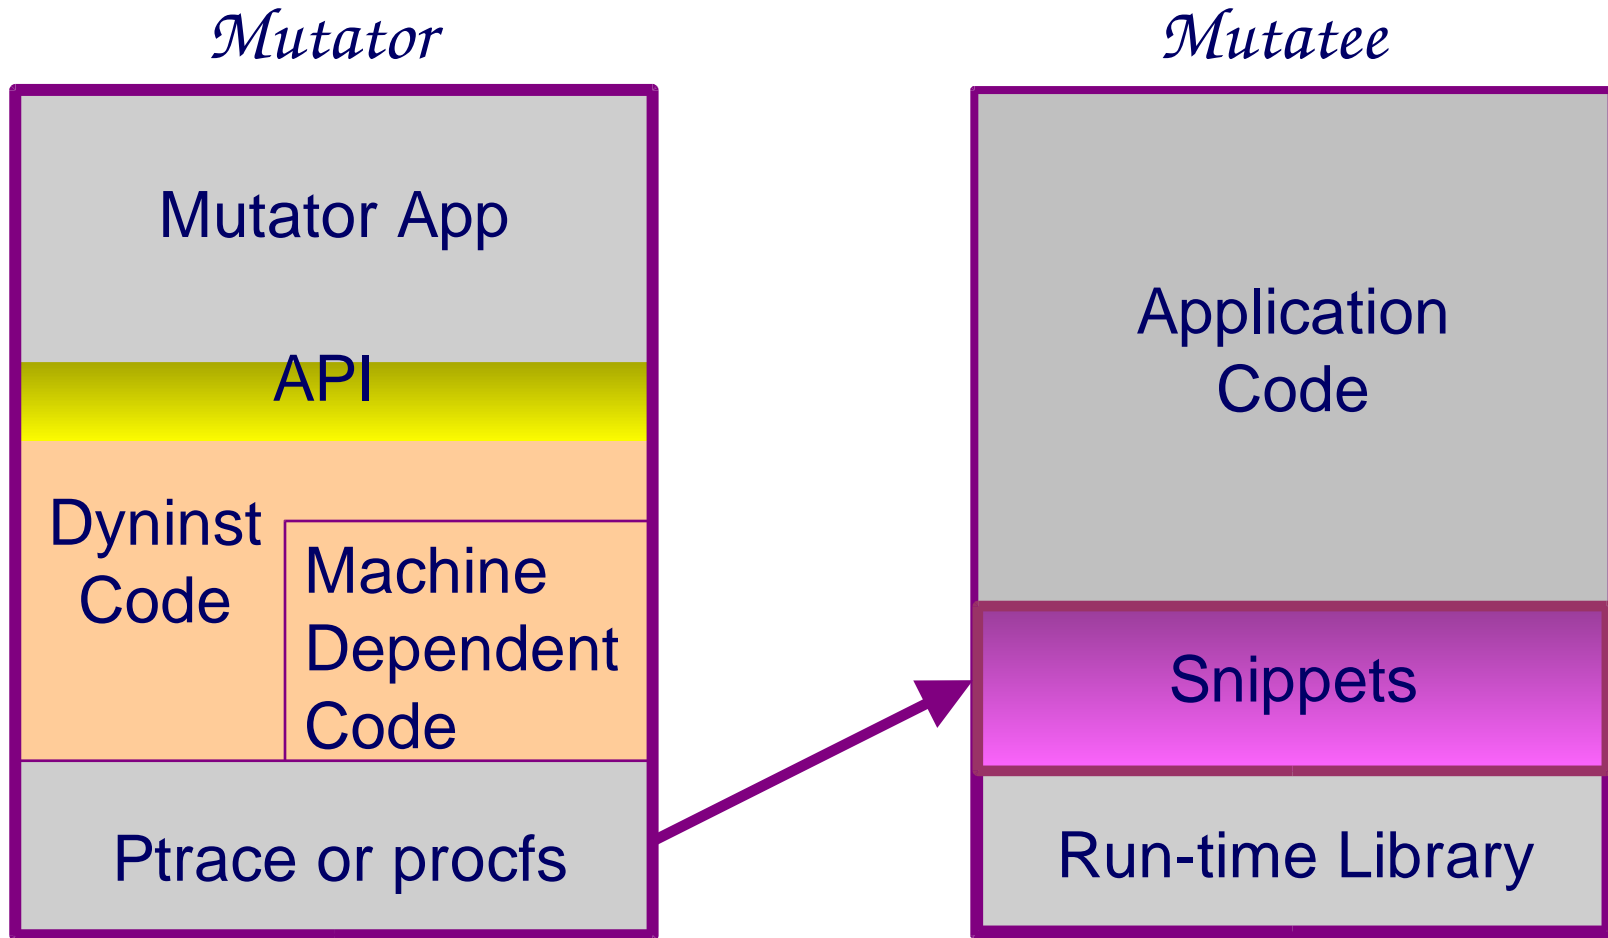 Mutator
Mutator App
API
Dyninst
Code
Machine
Dependent
Code
Ptrace or procfs
Mutatee
Application
Code
Snippets
Run-time Library